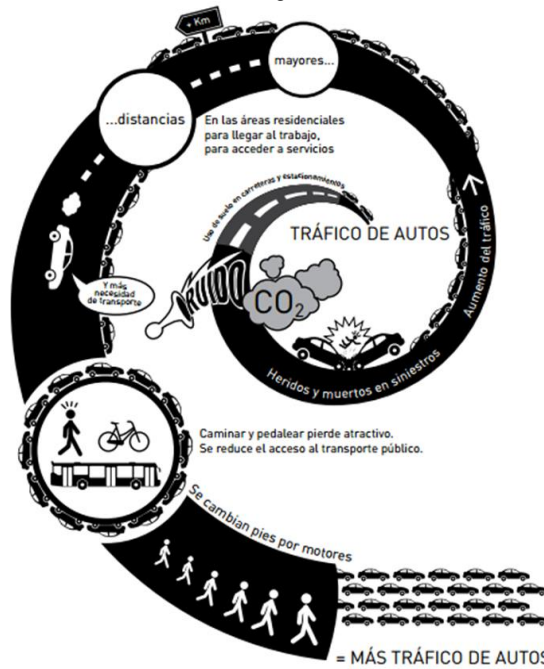 + Km
mayores...
...distancias
En las áreas residenciales
para llegar al trabajo,
para acceder a servicios
Uso de suelo en carreteras y estacionamientos
TRÁFICO DE AUTOS
RUIDO
CO₂
Heridos y muertos en siniestros
Aumento del tráfico
Y más
necesidad
de transporte
Caminar y pedalear pierde atractivo.
Se reduce el acceso al transporte público.
Se cambian pies por motores
= MÁS TRÁFICO DE AUTOS